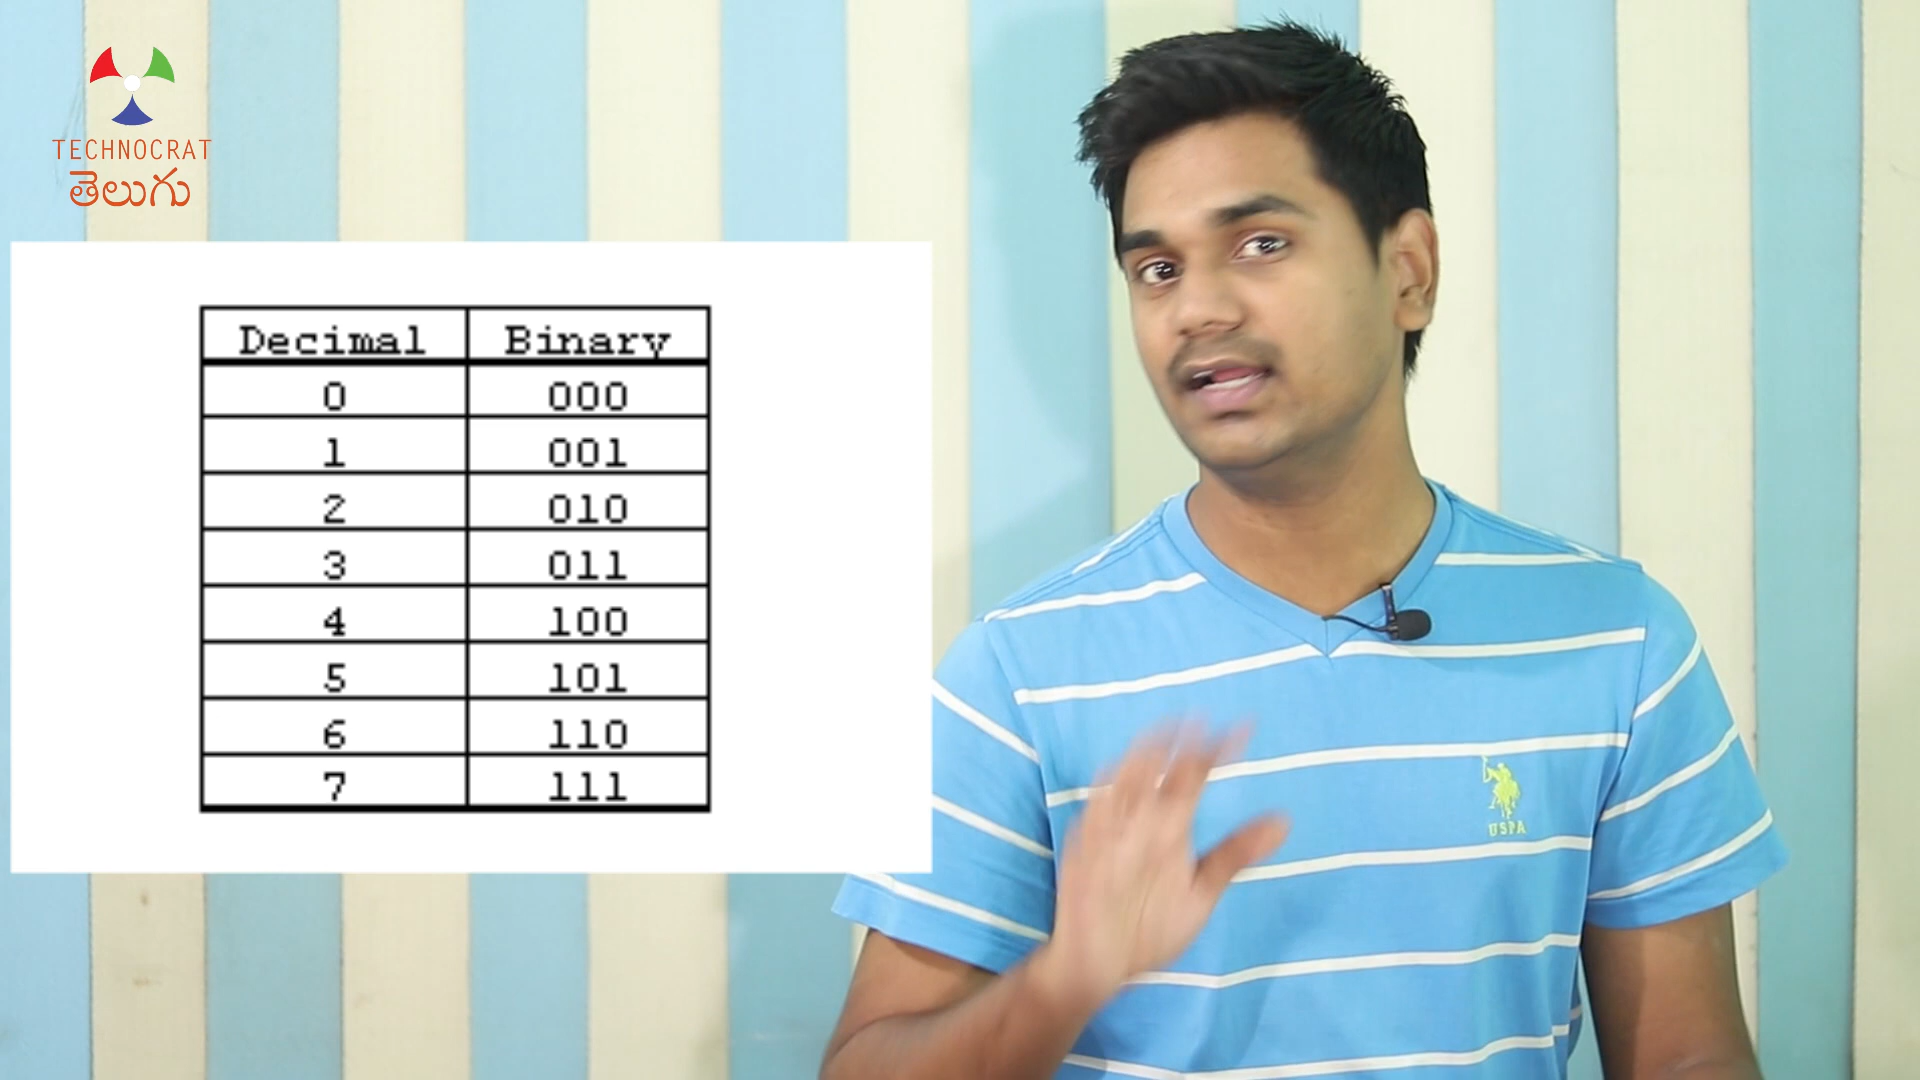 TECHNOCRAT
తెలుగు
Decimal Binary
0 000
1 001
2 010
3 011
4 100
5 101
6 110
7 111
USPA